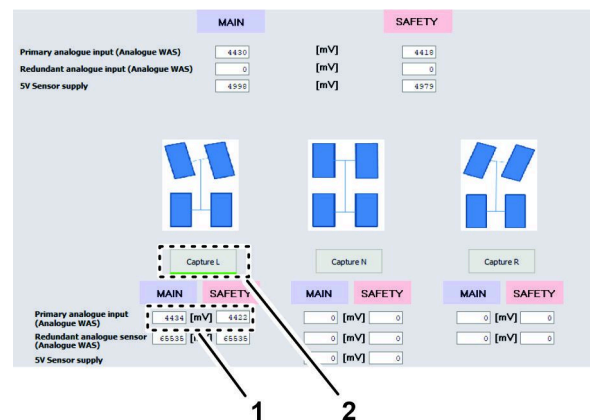 MAIN SAFETY
Primary analogue input (Analogue WAS) 4430 [mV] 4418
Redundant analogue input (Analogue WAS) 0 [mV] 0
5V Sensor supply 4998 [mV] 4979
Capture L Capture N Capture R
MAIN SAFETY MAIN SAFETY MAIN SAFETY
Primary analogue input
(Analogue WAS) 4434 [mV] 4422 0 [mV] 0 0 [mV] 0
Redundant analogue sensor
(Analogue WAS) 65535 65535 0 [mV] 0 0 [mV] 0
5V Sensor supply 0 [mV] 0
1 2